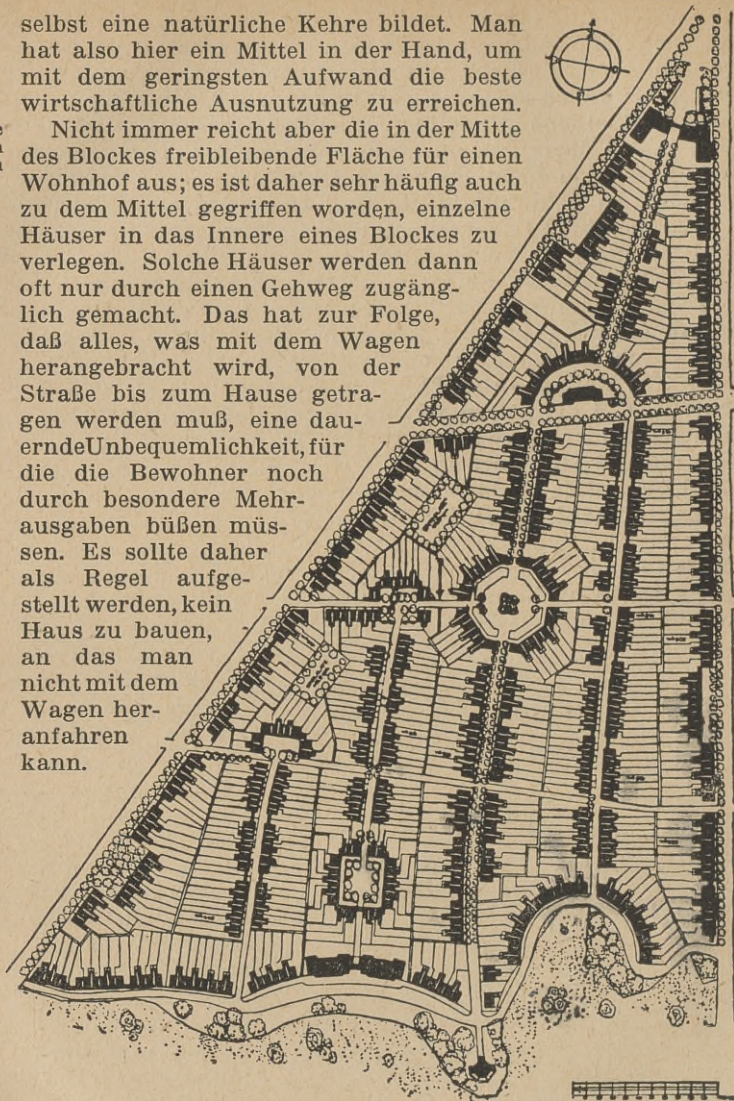 selbst eine natürliche Kehre bildet. Man
hat also hier ein Mittel in der Hand, um
mit dem geringsten Aufwand die beste
wirtschaftliche Ausnutzung zu erreichen.
Nicht immer reicht aber die in der Mitte
des Blockes freibleibende Fläche für einen
Wohnhof aus; es ist daher sehr häufig auch
zu dem Mittel gegriffen worden, einzelne
Häuser in das Innere eines Blockes zu
verlegen. Solche Häuser werden dann
oft nur durch einen Gehweg zugäng-
lich gemacht. Das hat zur Folge,
daß alles, was mit dem Wagen
herangebracht wird, von der
Straße bis zum Hause getra-
gen werden muß, eine dau-
erndeUnbequemlichkeit, für
die die Bewohner noch
durch besondere Mehr-
ausgaben büßen müs-
sen. Es sollte daher
als Regel aufge-
stellt werden, kein
Haus zu bauen,
an das man
nicht mit dem
Wagen her-
anfahren
kann.